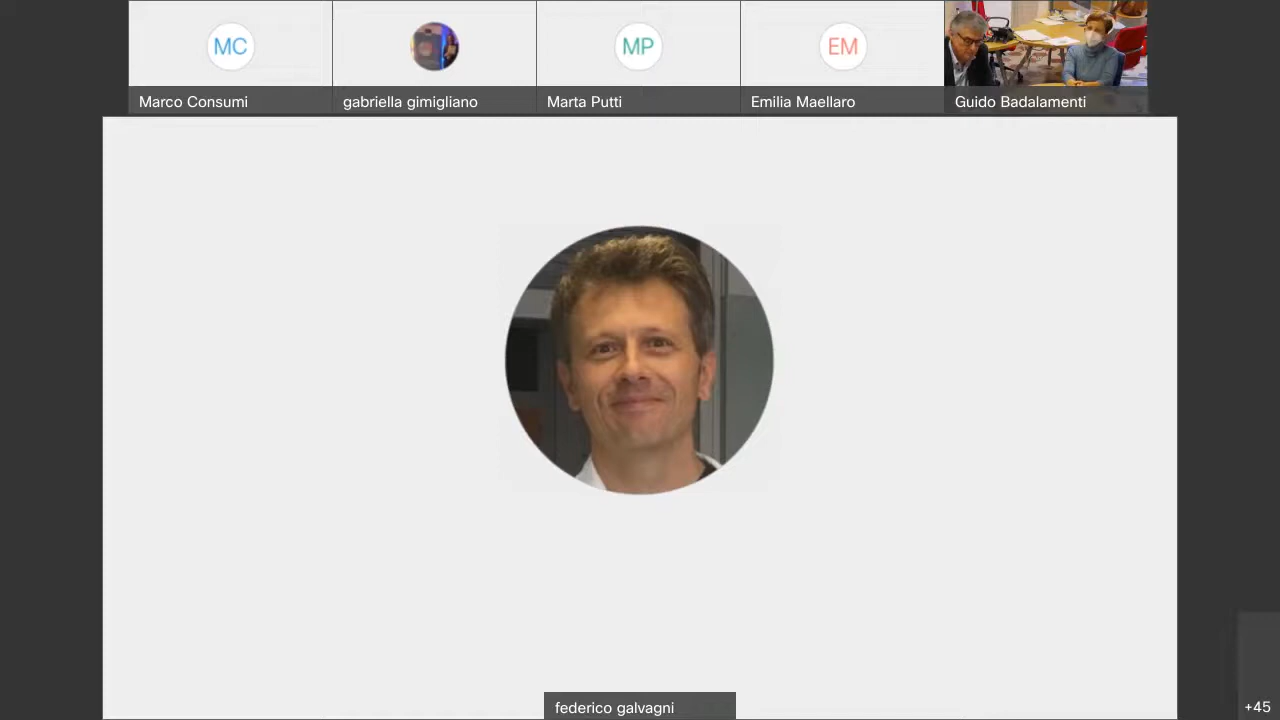 MC
MP
EM
Marco Consumi
gabriella gimigliano
Marta Putti
Emilia Maellaro
Guido Badalamenti
federico galvagni
+45